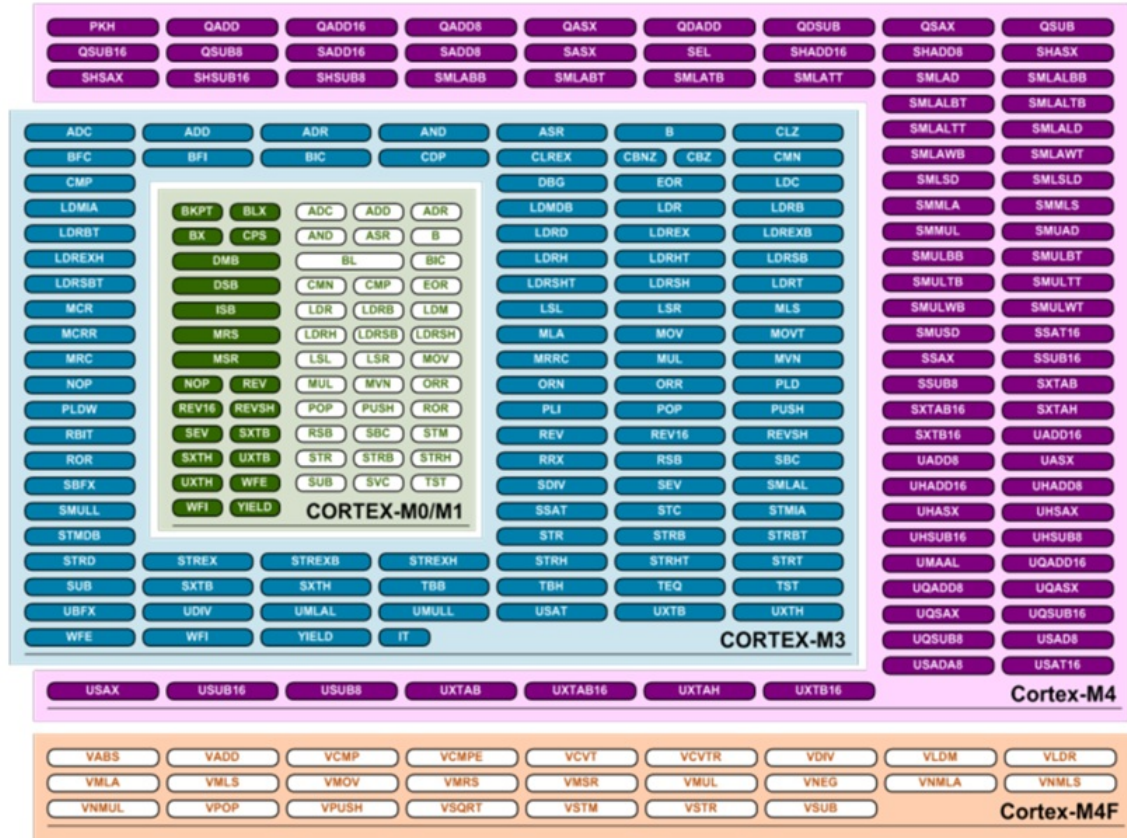 PKH QADD QADD16 QADD8 QASX QDADD QDSUB QSAX QSUB
QSUB16 QSUB8 SADD16 SADD8 SASX SEL SHADD16 SHADD8 SHASX
SHSAX SHSUB16 SHSUB8 SMLABB SMLABT SMLATB SMLATT SMLAD SMLALBB
SMLALBT SMLALTB
ADC ADD ADR AND ASR B CLZ SMLALTT SMLALD
BFC BFI BIC CDP CLREX CBNZ CBZ CMN SMLAWB SMLAWT
CMP DBG EOR LDC SMLSD SMLSLD
LDMIA BKPT BLX ADC ADD ADR LDMDB LDR LDRB SMMLA SMMLS
LDRBT BX CPS AND ASR B LDRD LDREX LDREXB SMMUL SMUAD
LDREXH DMB BL BIC LDRH LDRHT LDRSB SMULBB SMULBT
LDRSBT DSB CMN CMP EOR LDRSHT LDRSH LDRT SMULTB SMULTT
MCR ISB LDR LDRB LDM LSL LSR MLS SMULWB SMULWT
MCRR MRS LDRH LDRSB LDRSH MLA MOV MOVT SMUSD SSAT16
MRC MSR LSL LSR MOV MRRC MUL MVN SSAX SSUB16
NOP NOP REV MUL MVN ORR ORN ORR PLD SSUB8 SXTAB
PLDW REV16 REVSH POP PUSH ROR PLI POP PUSH SXTAB16 SXTAH
RBIT SEV SXTB RSB SBC STM REV REV16 REVSH SXTB16 UADD16
ROR SXTH UXTB STR STRB STRH RRX RSB SBC UADD8 UASX
SBFX UXTH WFE SUB SVC TST SDIV SEV SMLAL UHADD16 UHADD8
SMULL WFI YIELD CORTEX-M0/M1 SSAT STC STMIA UHASX UHSAX
STMDB STR STRB STRBT UHSUB16 UHSUB8
STRD STREX STREXB STREXH STRH STRHT STRT UMAAL UQADD16
SUB SXTB SXTH TBB TBH TEQ TST UQADD8 UQASX
UBFX UDIV UMLAL UMULL USAT UXTB UXTH UQSAX UQSUB16
WFE WFI YIELD IT CORTEX-M3 UQSUB8 USAD8
USADA8 USAT16
USAX USUB16 USUB8 UXTAB UXTAB16 UXTAH UXTB16 Cortex-M4
VABS VADD VCMP VCMPE VCVT VCVTR VDIV VLDM VLDR
VMLA VMLS VMOV VMRS VMSR VMUL VNEG VNMLA VNMLS
VNMUL VPOP VPUSH VSQRT VSTM VSTR VSUB Cortex-M4F